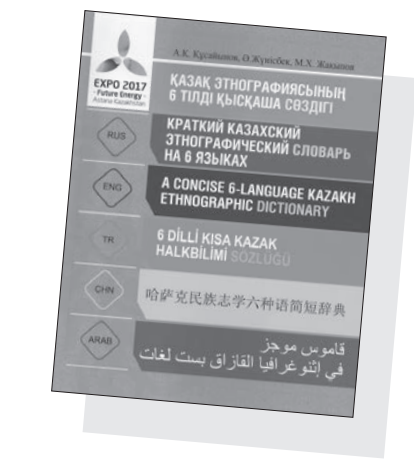 А.К. Құсайынов, Ә.Жүнісбек, М.Х. Жақыпов
EXPO 2017
Future Energy
Astana Kazakhstan
ҚАЗАҚ ЭТНОГРАФИЯСЫНЫҢ
6 ТІЛДІ ҚЫСҚАША СӨЗДІГІ
RUS
КРАТКИЙ КАЗАХСКИЙ
ЭТНОГРАФИЧЕСКИЙ СЛОВАРЬ
НА 6 ЯЗЫКАХ
ENG
A CONCISE 6-LANGUAGE KAZAKH
ETHNOGRAPHIC DICTIONARY
TR
6 DİLLİ KISA KAZAK
HALKBİLİMİ SÖZLÜĞÜ
CHN
哈萨克民族志学六种语简短辞典
ARAB
قاموس موجز
في إثنوغرافيا القازاق بست لغات